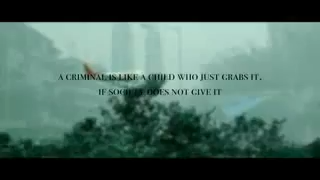 A CRIMINAL IS LIKE A CHILD WHO JUST GRABS IT,
IF SOCIETY DOES NOT GIVE IT